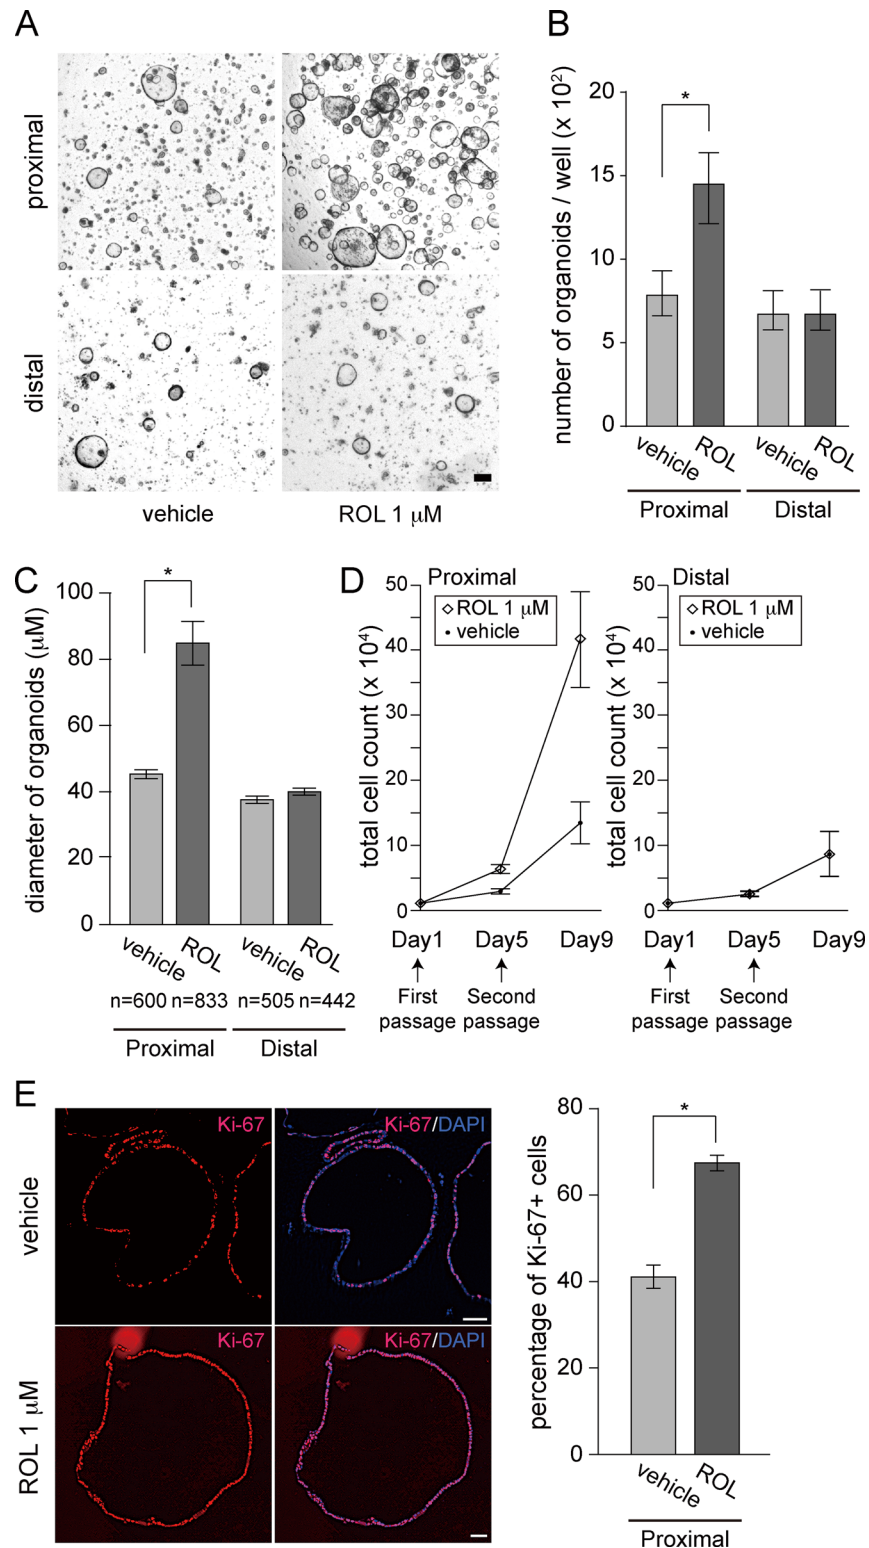 A
proximal
distal
vehicle
ROL 1 µM
B
number of organoids / well (x 10²)
20
15
10
5
0
*
vehicle
ROL
vehicle
ROL
Proximal
Distal
C
diameter of organoids (µM)
100
80
60
40
20
0
*
vehicle
ROL
vehicle
ROL
n=600 n=833
n=505 n=442
Proximal
Distal
D
total cell count (x 10⁴)
50
40
30
20
10
0
Proximal
ROL 1 µM
vehicle
Day1
Day5
Day9
First
passage
Second
passage
total cell count (x 10⁴)
50
40
30
20
10
0
Distal
ROL 1 µM
vehicle
Day1
Day5
Day9
First
passage
Second
passage
E
vehicle
Ki-67
Ki-67/DAPI
ROL 1 µM
Ki-67
Ki-67/DAPI
percentage of Ki-67+ cells
80
60
40
20
0
*
vehicle
ROL
Proximal